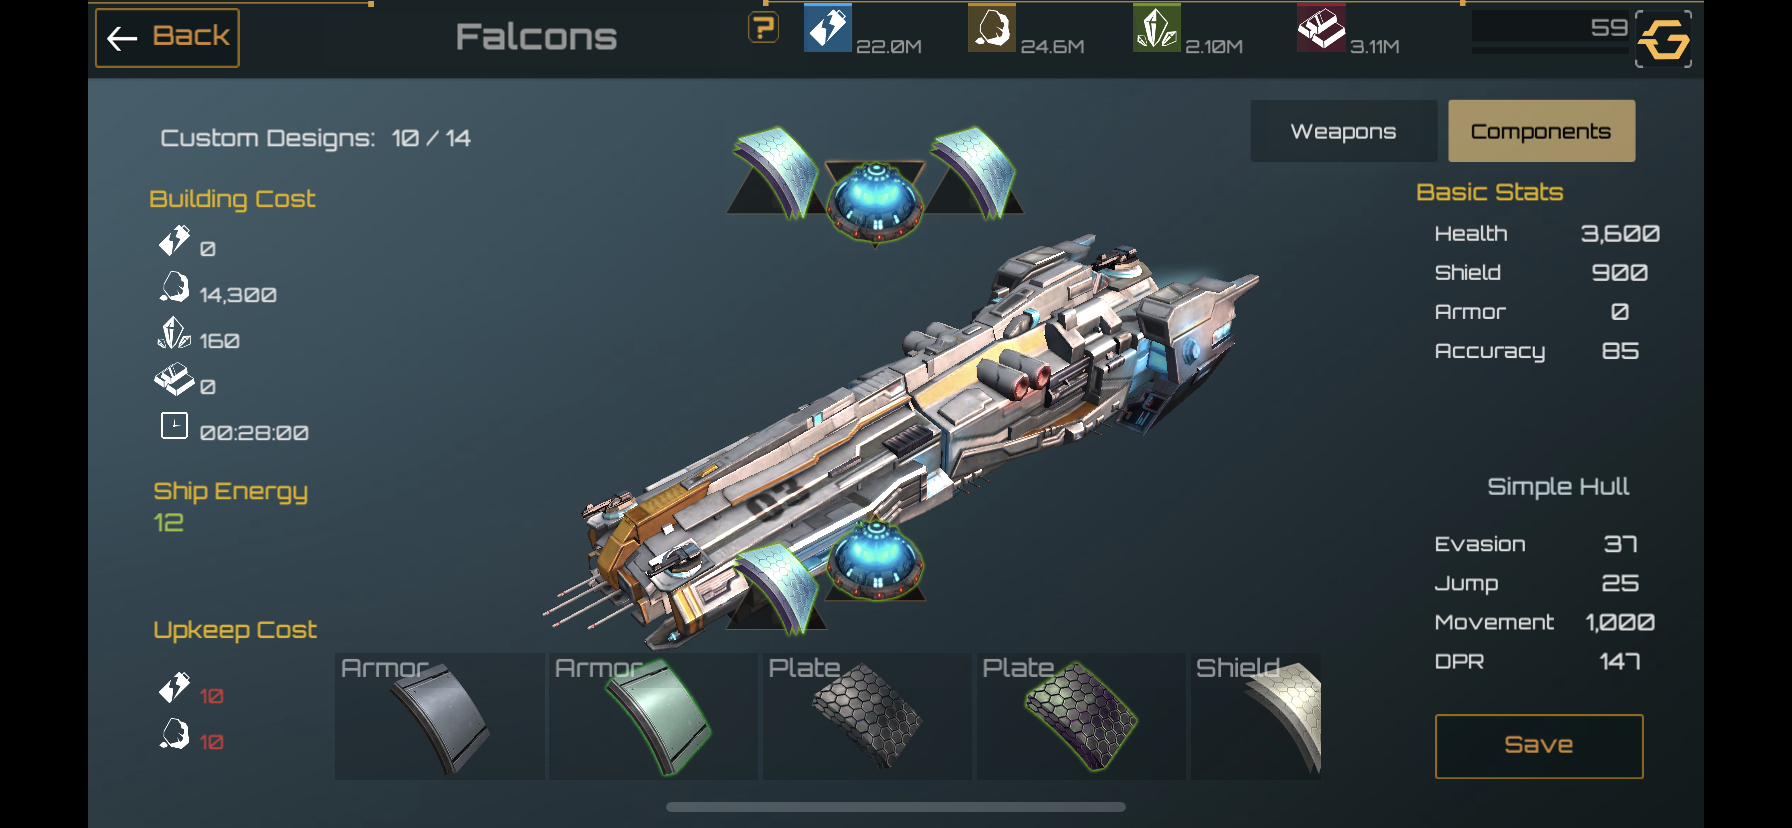 Back
Falcons
?
22.0M
24.6M
2.10M
3.11M
59
Custom Designs: 10 / 14
Weapons
Components
Building Cost
0
14,300
160
0
00:28:00
Ship Energy
12
Upkeep Cost
10
10
Basic Stats
Health 3,600
Shield 900
Armor 0
Accuracy 85
Simple Hull
Evasion 37
Jump 25
Movement 1,000
DPR 147
03
Armor
Armor
Plate
Plate
Shield
Save